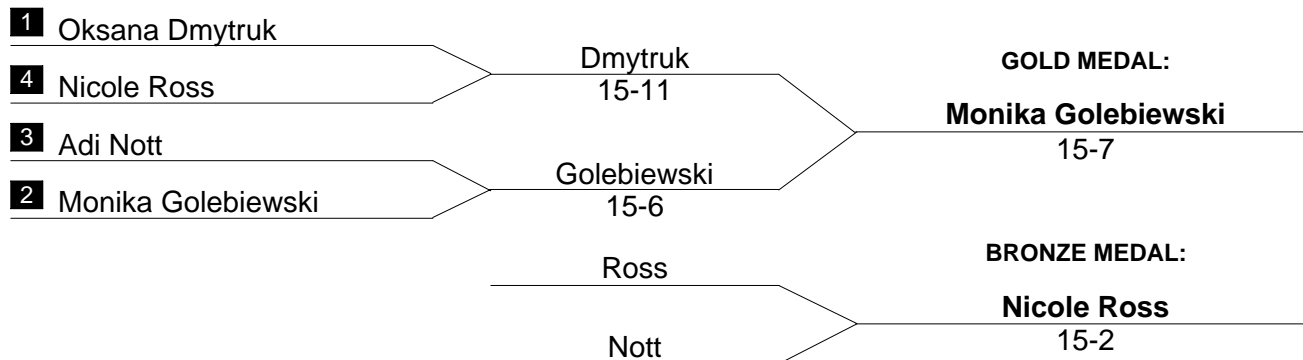 1 Oksana Dmytruk
4 Nicole Ross
3 Adi Nott
2 Monika Golebiewski
Dmytruk
15-11
Golebiewski
15-6
GOLD MEDAL:
Monika Golebiewski
15-7
Ross
Nott
BRONZE MEDAL:
Nicole Ross
15-2